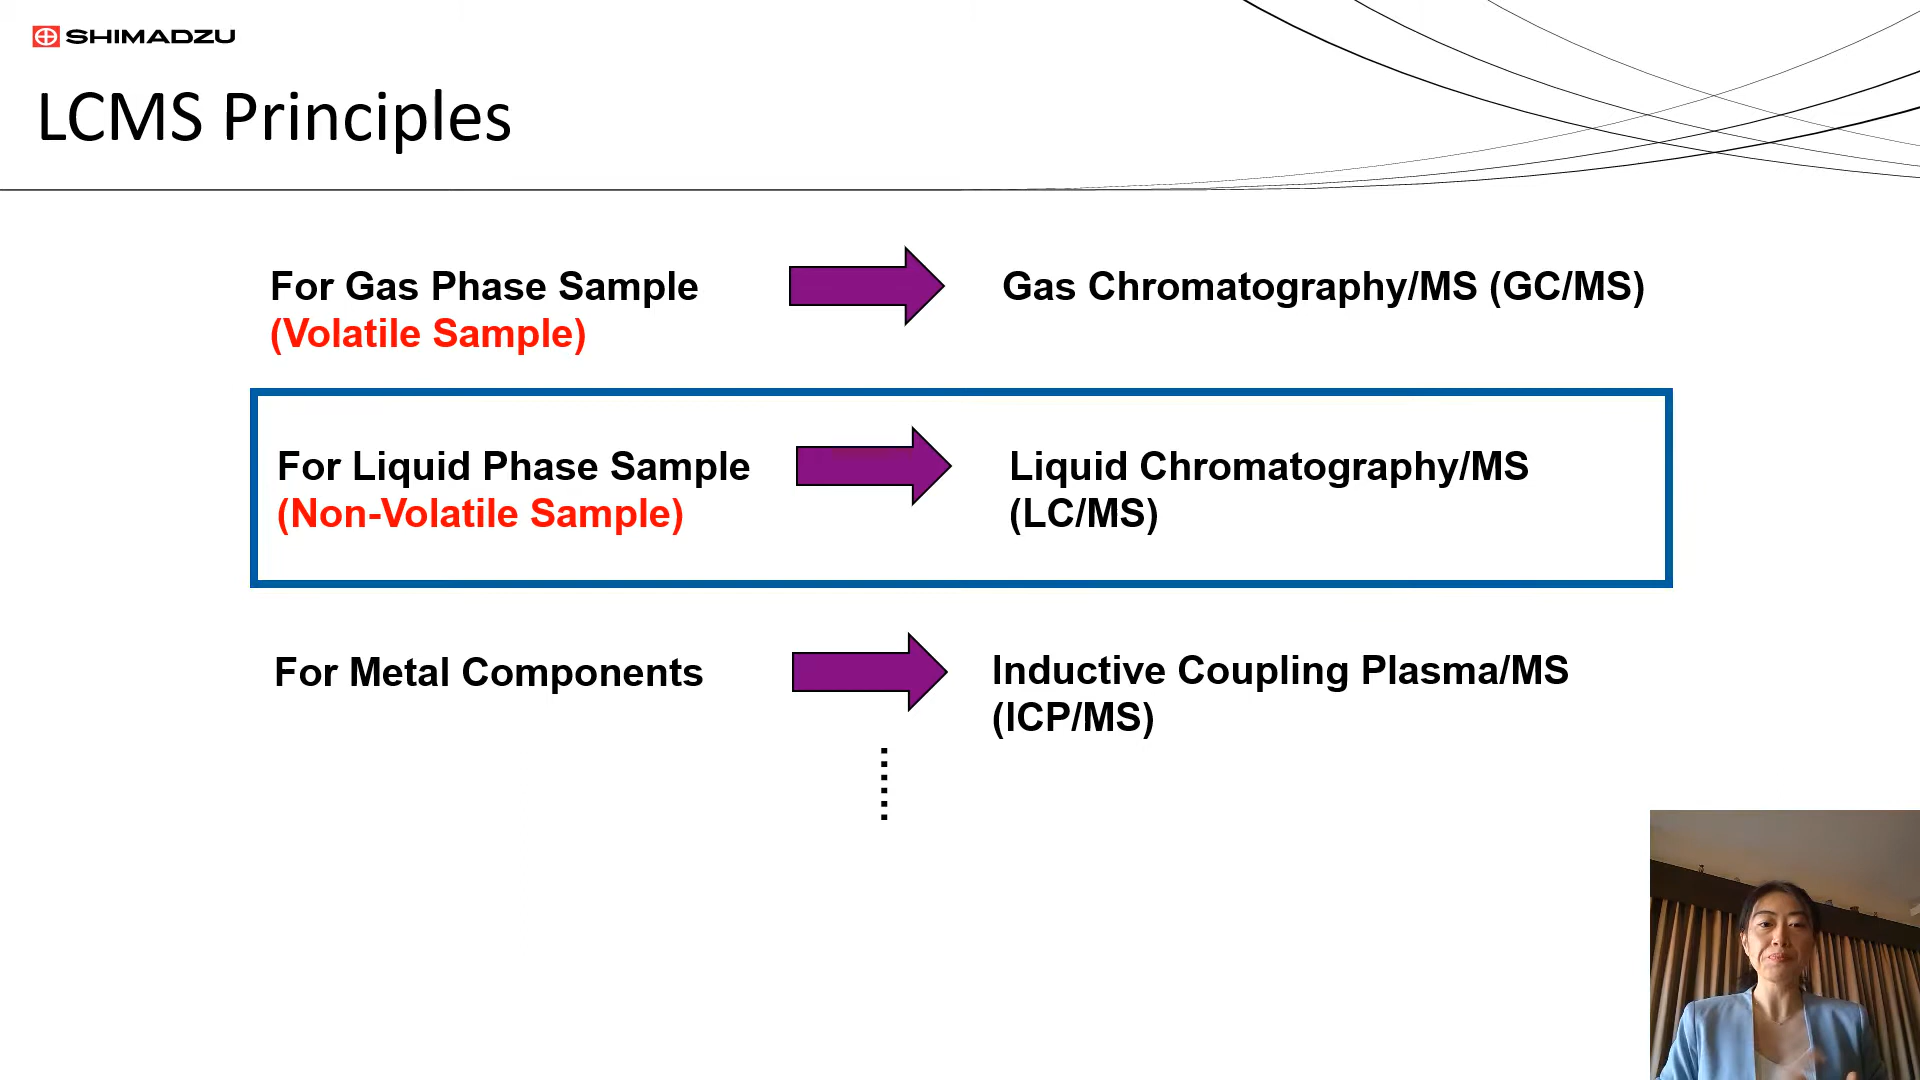 SHIMADZU
LCMS Principles
For Gas Phase Sample
(Volatile Sample)
Gas Chromatography/MS (GC/MS)
For Liquid Phase Sample
(Non-Volatile Sample)
Liquid Chromatography/MS
(LC/MS)
For Metal Components
Inductive Coupling Plasma/MS
(ICP/MS)